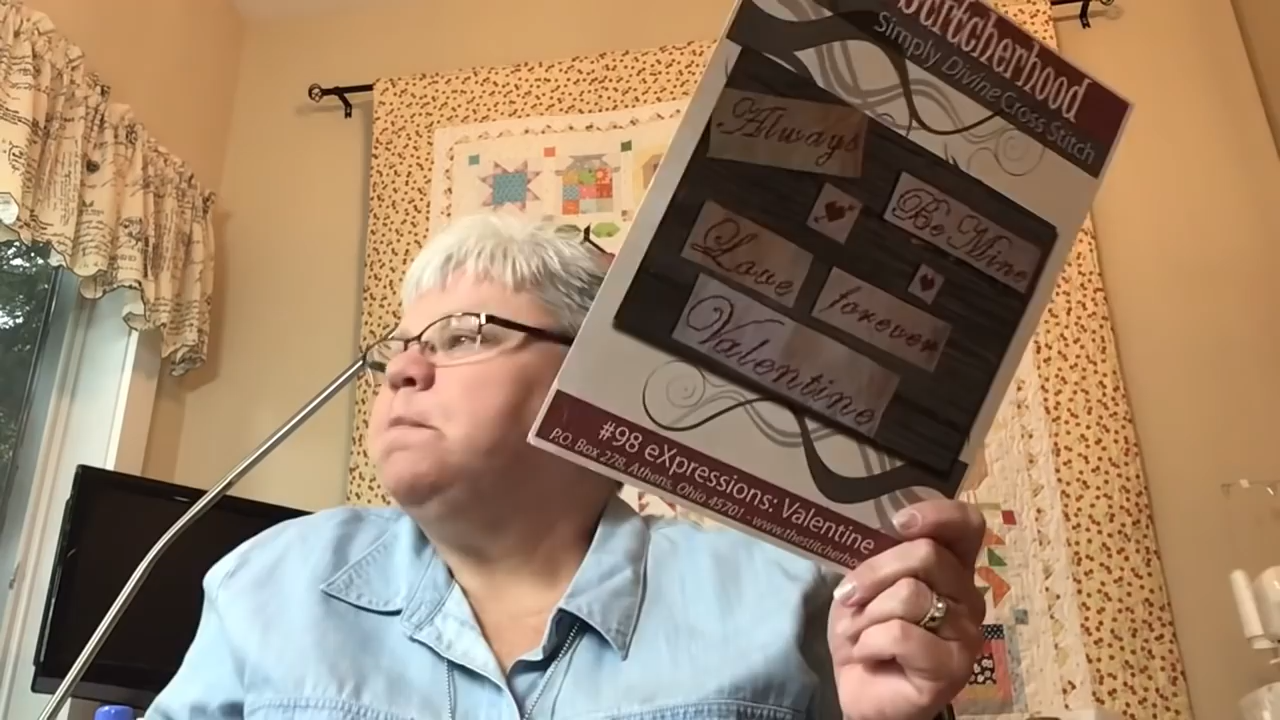 Stitcherhood
Simply Divine Cross Stitch
Always
Be Mine
Love
forever
Valentine
#98 eXpressions: Valentine
P.O. Box 278, Athens, Ohio 45701 - www.thestitcherho